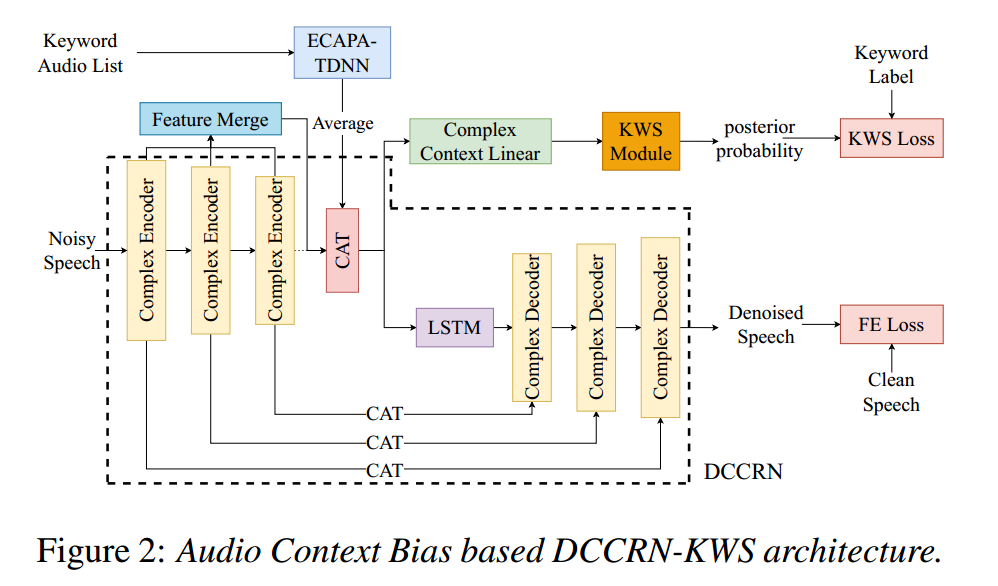 Keyword
Audio List
ECAPA-
TDNN
Feature Merge
Average
Complex
Context Linear
KWS
Module
posterior
probability
Keyword
Label
KWS Loss
Noisy
Speech
Complex Encoder
Complex Encoder
Complex Encoder
CAT
LSTM
Complex Decoder
Complex Decoder
Complex Decoder
Denoised
Speech
FE Loss
Clean
Speech
CAT
CAT
CAT
DCCRN
Figure 2: Audio Context Bias based DCCRN-KWS architecture.